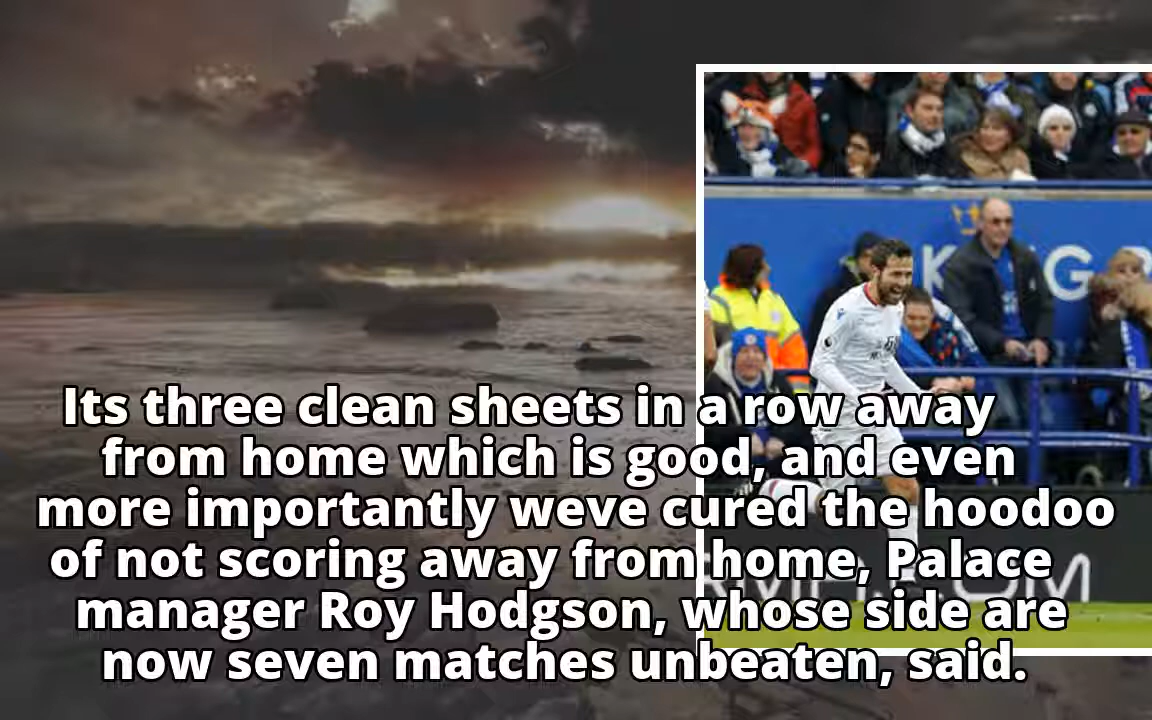 KING P
Its three clean sheets in a row away
from home which is good, and even
more importantly weve cured the hoodoo
of not scoring away from home, Palace
manager Roy Hodgson, whose side are
now seven matches unbeaten, said.